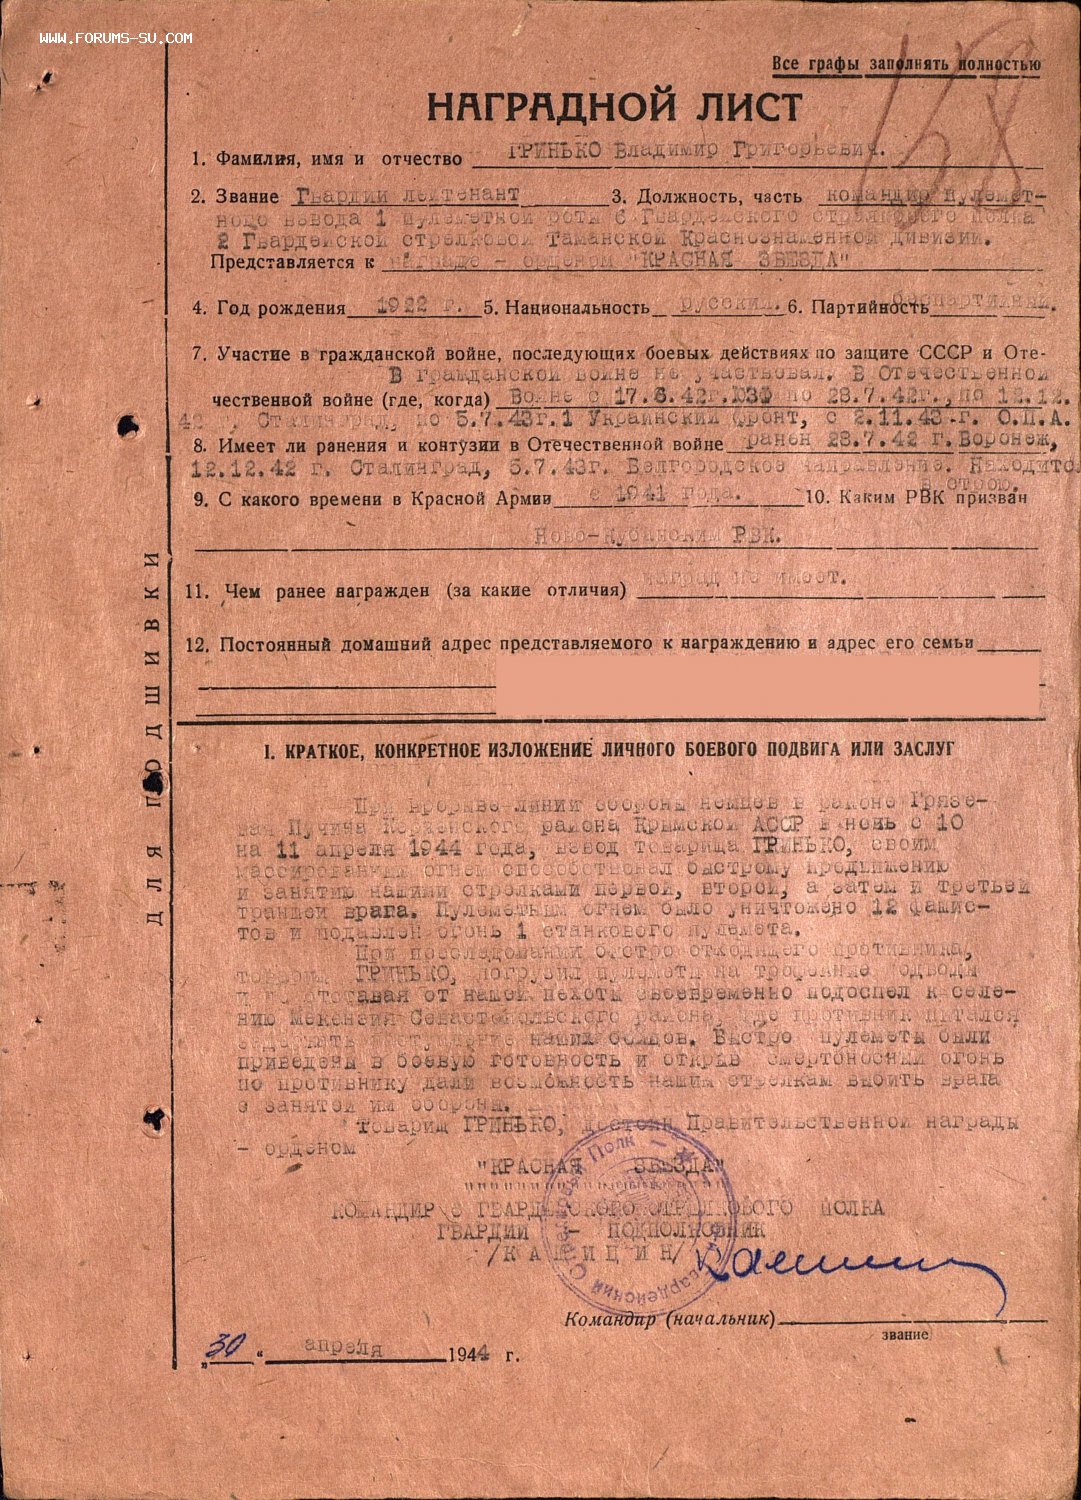 WWW.FORUMS-SU.COM
158
Все графы заполнять полностью
НАГРАДНОЙ ЛИСТ
1. Фамилия, имя и отчество ГРИНЬКО Владимир Григорьевич.
2. Звание Гвардии лейтенант 3. Должность, часть командир пулемет-
ного взвода 1 пулеметной роты 6 Гвардейского стрелкового полка
2 Гвардейской стрелковой Таманской Краснознаменной дивизии.
Представляется к награде - орденом "КРАСНАЯ ЗВЕЗДА"
4. Год рождения 1922 г. 5. Национальность русский. 6. Партийность беспартийный.
7. Участие в гражданской войне, последующих боевых действиях по защите СССР и Оте-
В гражданской войне не участвовал. В Отечественной
чественной войне (где, когда) Войне с 17.6.42г. ЮЗФ по 28.7.42г., по 12.12.
42 , Сталинград, по 5.7.43г. 1 Украинский фронт, с 2.11.43.г. О.П.А.
8. Имеет ли ранения и контузии в Отечественной войне ранен 28.7.42 г. Воронеж,
12.12.42 г. Сталинград, 5.7.43г. Белгородское направление. Находится
в строю.
9. С какого времени в Красной Армии с 1941 года. 10. Каким РВК призван
Ново-Кубанским РВК.
11. Чем ранее награжден (за какие отличия) наград не имеет.
12. Постоянный домашний адрес представляемого к награждению и адрес его семьи
ДЛЯ ПОДШИВКИ
I. КРАТКОЕ, КОНКРЕТНОЕ ИЗЛОЖЕНИЕ ЛИЧНОГО БОЕВОГО ПОДВИГА ИЛИ ЗАСЛУГ
При прорыве линии обороны немцев в районе Грязе-
вая Пучина Керченского района Крымской АССР в ночь с 10
на 11 апреля 1944 года, взвод товарища ГРИНЬКО, своим
массированным огнем способствовал быстрому продвижению
и занятию нашими стрелками первой, второй, а затем и третьей
траншеи врага. Пулеметным огнем было уничтожено 12 фашис-
тов и подавлен огонь 1 станкового пулемета.
При преследовании быстро отходящего противника,
товарищ ГРИНЬКО, погрузил пулеметы на трофейные подводы
и не отставая от нашей пехоты своевременно подоспел к селе-
нию Мекензия Севастопольского района, где противник пытался
задержать наступление наших бойцов. Быстро пулеметы были
приведены в боевую готовность и открыв смертоносный огонь
по противнику дали возможность нашим стрелкам выбить врага
с занятой им обороны.
Товарищ ГРИНЬКО, достоин Правительственной награды
- орденом
"КРАСНАЯ ЗВЕЗДА"
КОМАНДИР 6 ГВАРДЕЙСКОГО СТРЕЛКОВОГО ПОЛКА
ГВАРДИИ - ПОДПОЛКОВНИК
/КАЛИЦИН/
Гвардейский Стрелковый Полк
Командир (начальник)
звание
„30" апреля 1944 г.